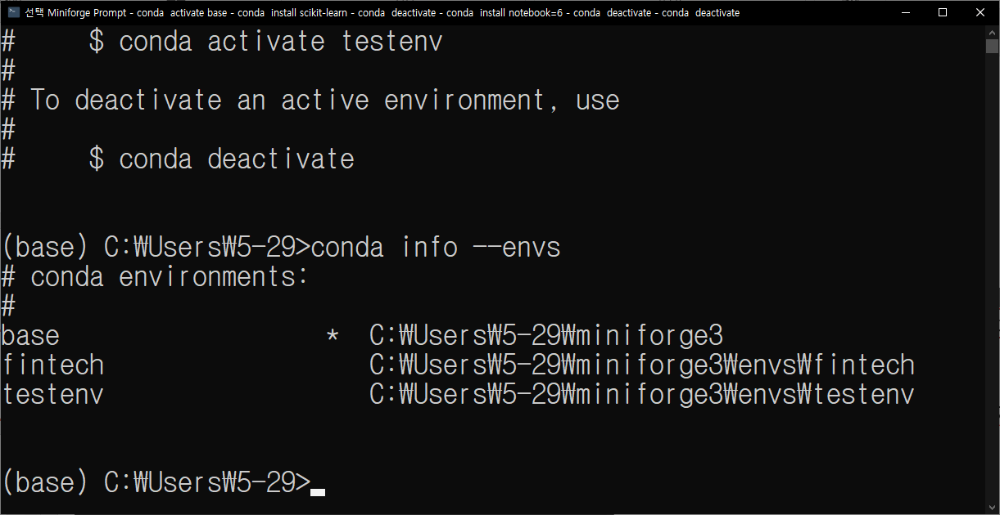 선택 Miniforge Prompt - conda  activate base - conda  install scikit-learn - conda  deactivate - conda  install notebook=6 - conda  deactivate - conda  deactivate
#     $ conda activate testenv
#
# To deactivate an active environment, use
#
#     $ conda deactivate
(base) C:₩Users₩5-29>conda info --envs
# conda environments:
#
base                  *  C:₩Users₩5-29₩miniforge3
fintech                  C:₩Users₩5-29₩miniforge3₩envs₩fintech
testenv                  C:₩Users₩5-29₩miniforge3₩envs₩testenv
(base) C:₩Users₩5-29>